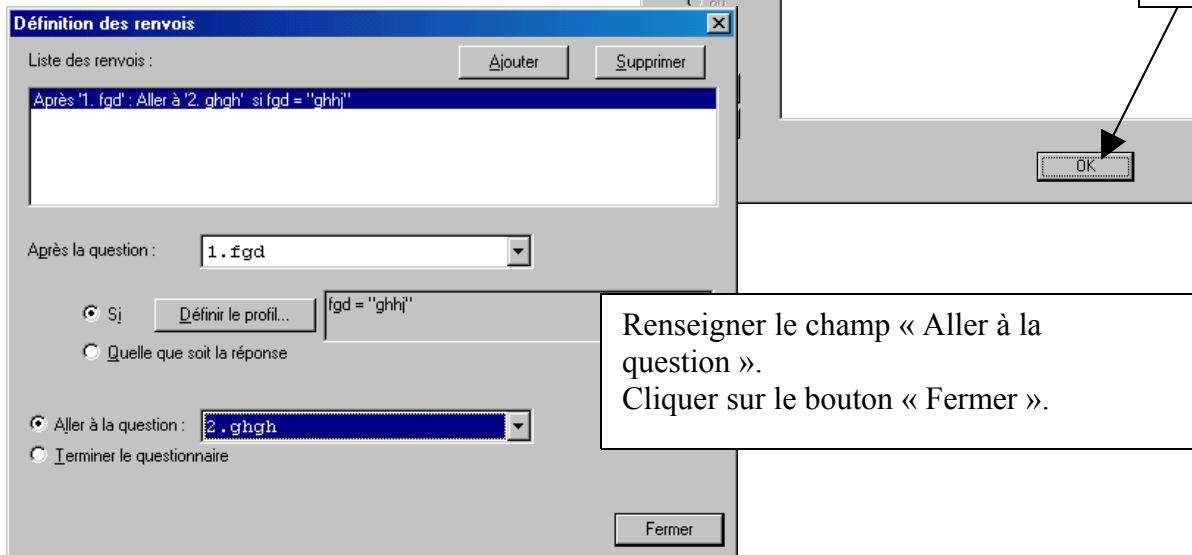 Définition des renvois
Liste des renvois :
Ajouter
Supprimer
Après '1. fgd' : Aller à '2. ghgh' si fgd = "ghhj"
OK
Après la question :
1.fgd
Si
Définir le profil...
fgd = "ghhj"
Quelle que soit la réponse
Renseigner le champ « Aller à la
question ».
Cliquer sur le bouton « Fermer ».
Aller à la question :
2.ghgh
Terminer le questionnaire
Fermer